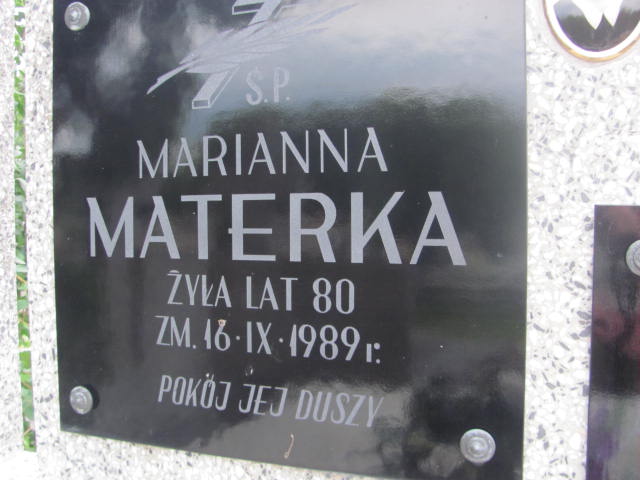 Ś.P.
MARIANNA
MATERKA
ŻYŁA LAT 80
ZM. 16·IX·1989 r:
POKÓJ JEJ DUSZY